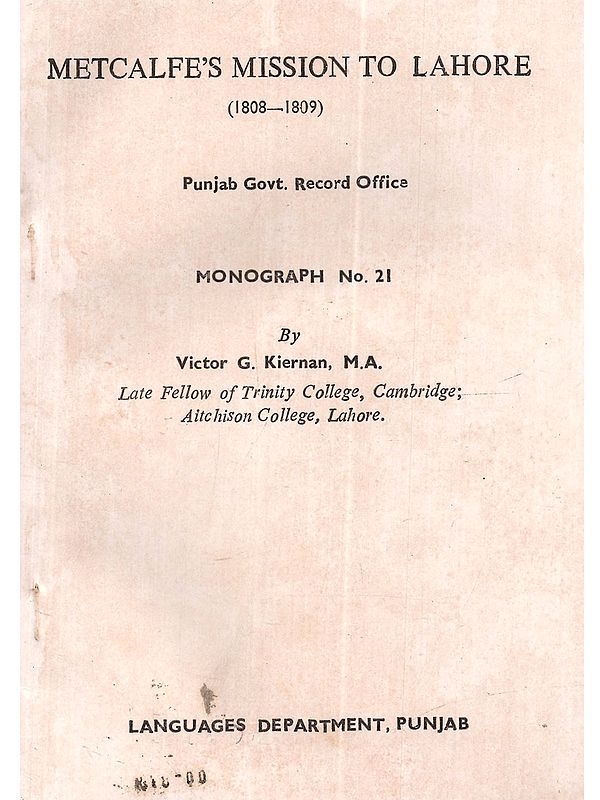 METCALFE'S MISSION TO LAHORE
(1808—1809)
Punjab Govt. Record Office
MONOGRAPH No. 21
By
Victor G. Kiernan, M.A.
Late Fellow of Trinity College, Cambridge;
Aitchison College, Lahore.
LANGUAGES DEPARTMENT, PUNJAB